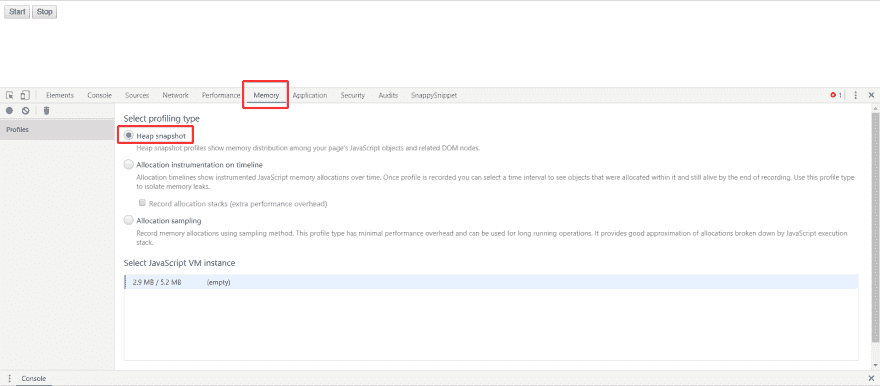 Start Stop
Elements Console Sources Network Performance Memory Application Security Audits SnappySnippet 1
Profiles
Select profiling type
Heap snapshot
Heap snapshot profiles show memory distribution among your page's JavaScript objects and related DOM nodes.
Allocation instrumentation on timeline
Allocation timelines show instrumented JavaScript memory allocations over time. Once profile is recorded you can select a time interval to see objects that were allocated within it and still alive by the end of recording. Use this profile type
to isolate memory leaks.
Record allocation stacks (extra performance overhead)
Allocation sampling
Record memory allocations using sampling method. This profile type has minimal performance overhead and can be used for long running operations. It provides good approximation of allocations broken down by JavaScript execution
stack.
Select JavaScript VM instance
2.9 MB / 5.2 MB (empty)
Console